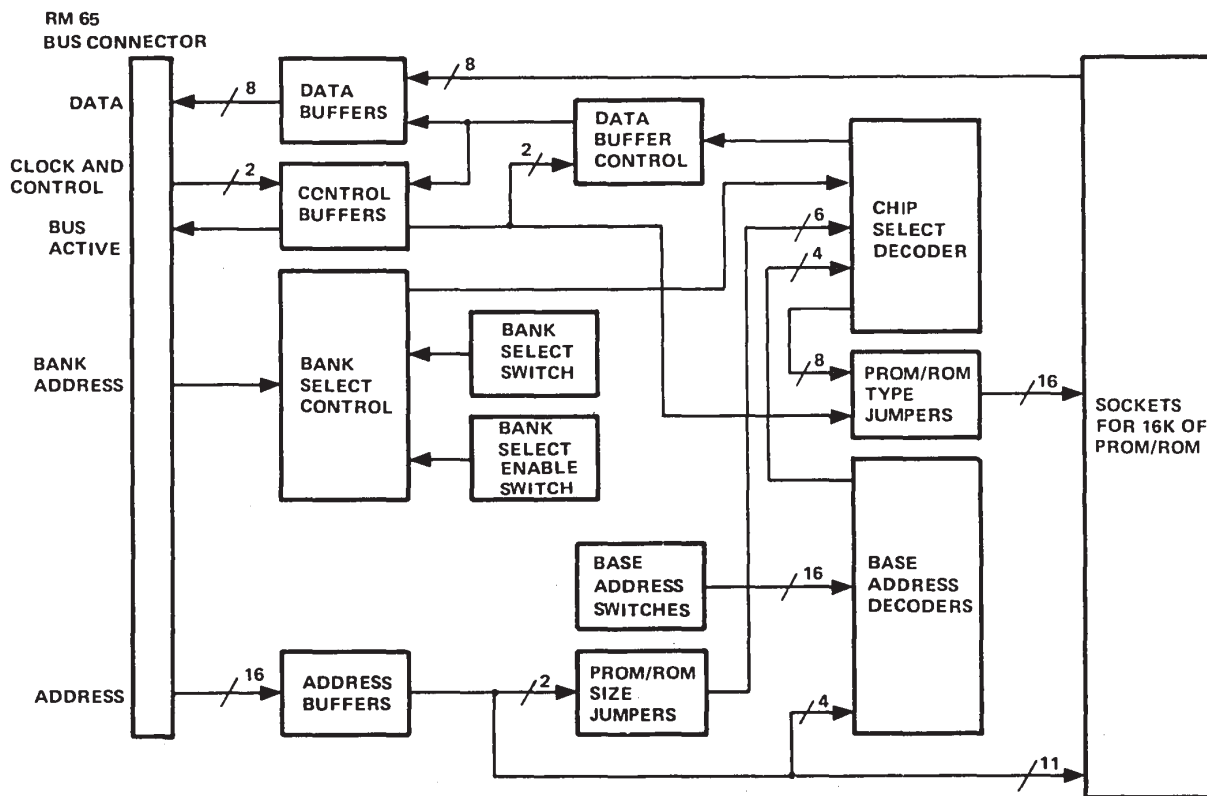 RM 65
BUS CONNECTOR
DATA
8
DATA
BUFFERS
8
DATA
BUFFER
CONTROL
CLOCK AND
CONTROL
2
CONTROL
BUFFERS
2
BUS
ACTIVE
CHIP
SELECT
DECODER
6
4
BANK
ADDRESS
BANK
SELECT
CONTROL
BANK
SELECT
SWITCH
BANK
SELECT
ENABLE
SWITCH
8
PROM/ROM
TYPE
JUMPERS
16
SOCKETS
FOR 16K OF
PROM/ROM
BASE
ADDRESS
SWITCHES
16
BASE
ADDRESS
DECODERS
ADDRESS
16
ADDRESS
BUFFERS
2
PROM/ROM
SIZE
JUMPERS
4
11